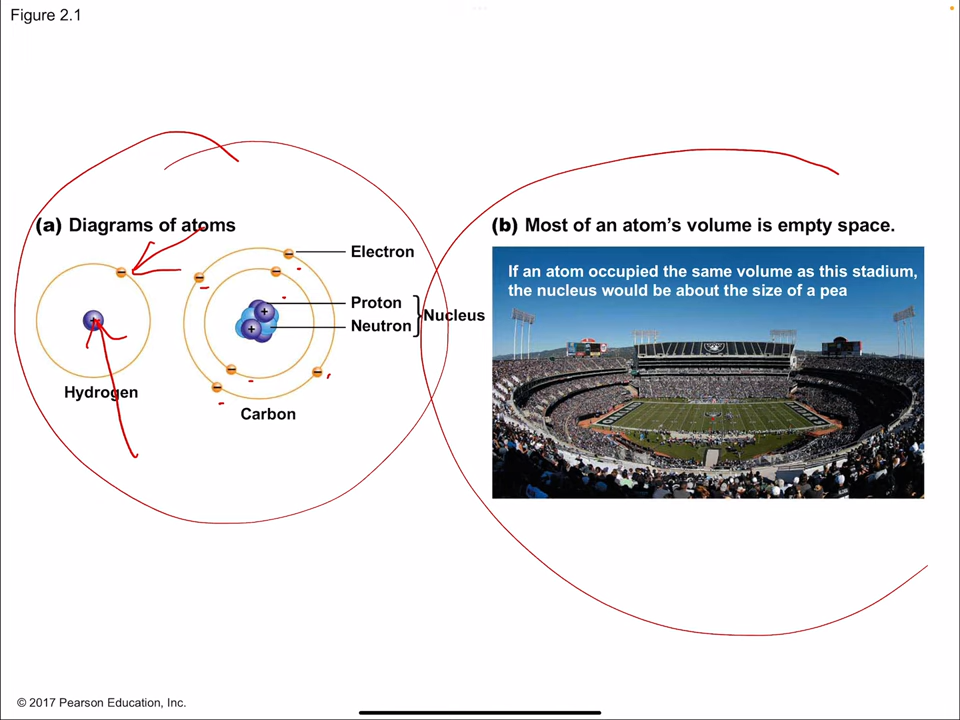 Figure 2.1
(a) Diagrams of atoms
Electron
Proton
Neutron
Nucleus
Hydrogen
Carbon
(b) Most of an atom's volume is empty space.
If an atom occupied the same volume as this stadium,
the nucleus would be about the size of a pea
© 2017 Pearson Education, Inc.